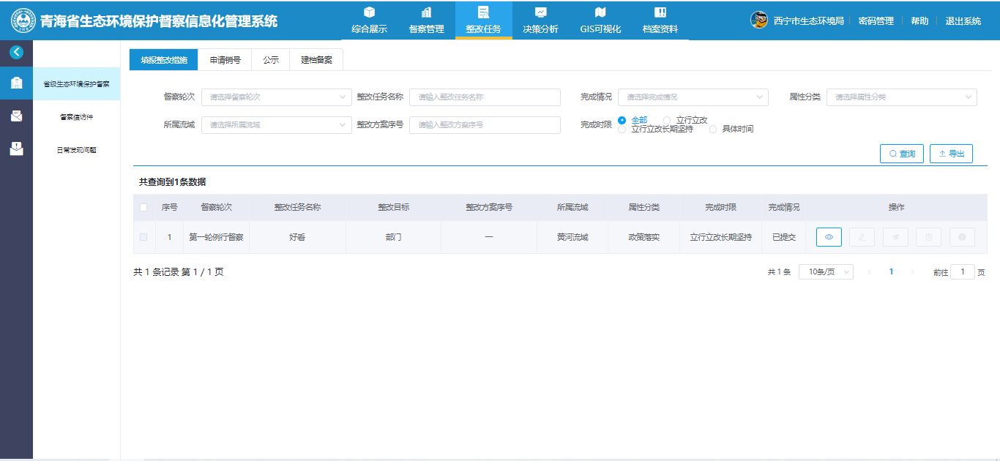 青海省生态环境保护督察信息化管理系统
综合展示 督察管理 整改任务 决策分析 GIS可视化 档案资料
西宁市生态环境局 密码管理 帮助 退出系统
填报整改措施 申请销号 公示 建档备案
省级生态环境保护督察
督察信访件
日常发现问题
督察轮次 请选择督察轮次 整改任务名称 请输入整改任务名称 完成情况 请选择完成情况 属性分类 请选择属性分类
所属流域 请选择所属流域 整改方案序号 请输入整改方案序号 完成时限 全部 立行立改
立行立改长期坚持 具体时间
查询 导出
共查询到1条数据
序号 督察轮次 整改任务名称 整改目标 整改方案序号 所属流域 属性分类 完成时限 完成情况 操作
1 第一轮例行督察 好看 部门 — 黄河流域 政策落实 立行立改长期坚持 已提交
共 1 条记录 第 1 / 1 页
共 1 条 10条/页 1 前往 1 页